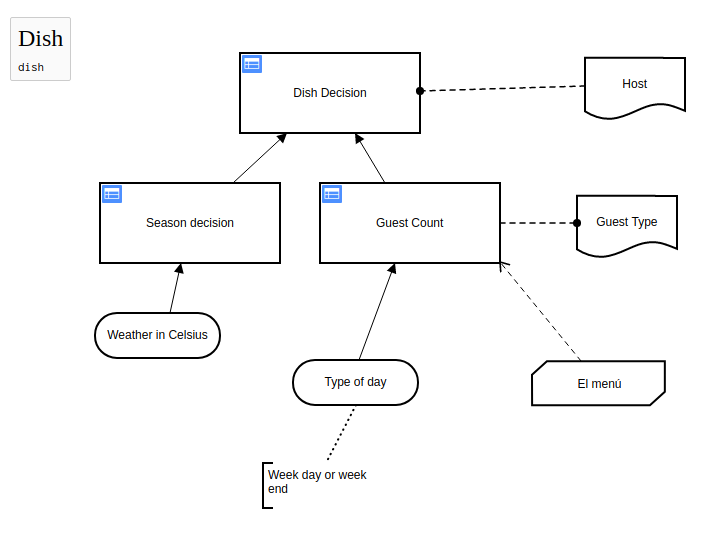 Dish
dish
Dish Decision
Host
Season decision
Guest Count
Guest Type
Weather in Celsius
Type of day
El menú
Week day or week
end